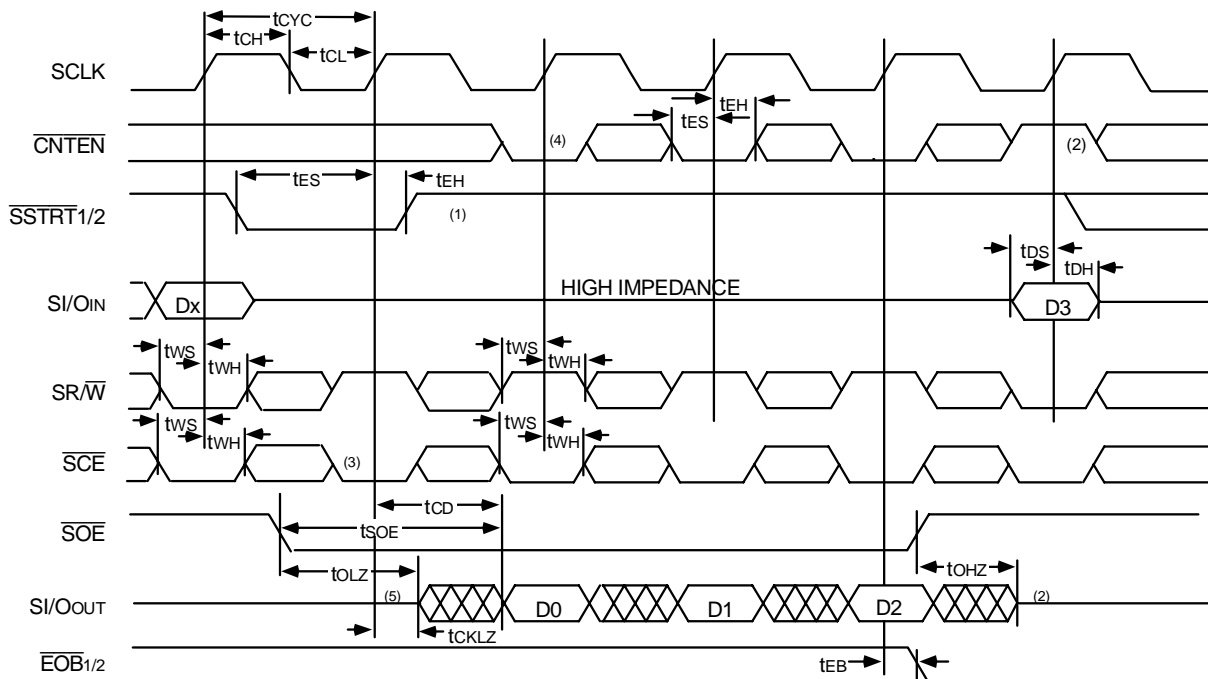 tCYC
tCH
tCL
SCLK
tEH
tES
CNTEN
(4)
(2)
tES
tEH
SSTRT1/2
(1)
tDS
tDH
SI/OIN
Dx
HIGH IMPEDANCE
D3
tWS
tWH
tWS
tWH
SR/W
tWS
tWH
tWS
tWH
SCE
(3)
tCD
SOE
tSOE
tOLZ
tOHZ
SI/OOUT
(5)
D0
D1
D2
(2)
tCKLZ
EOB1/2
tEB